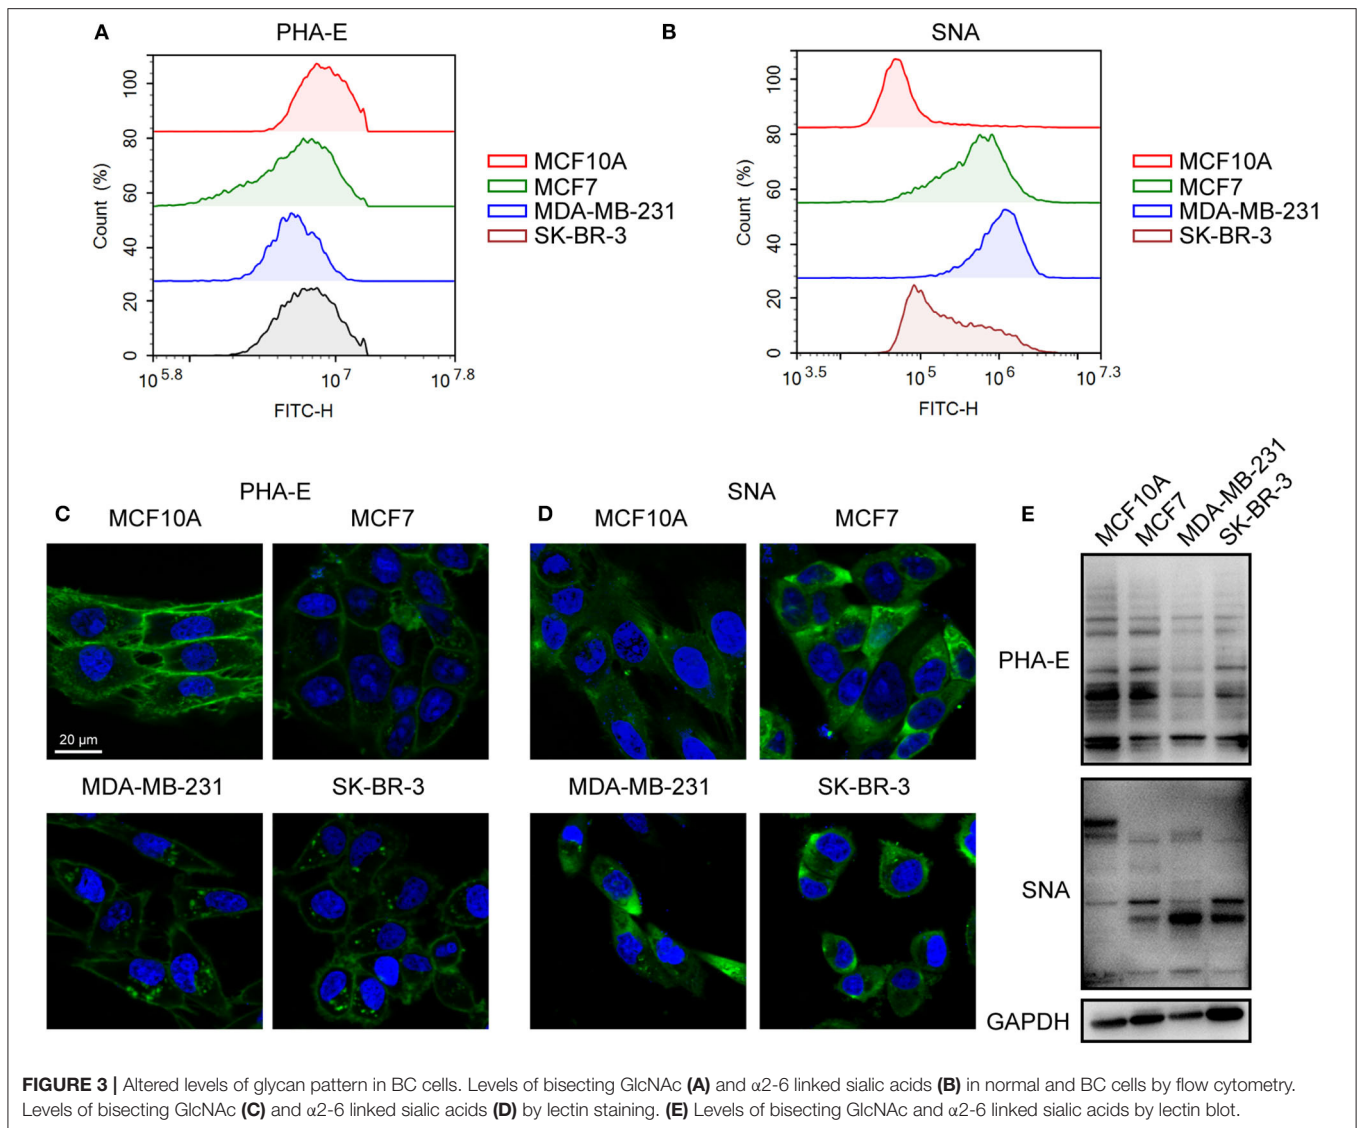 A
PHA-E
Count (%)
100
80
60
40
20
0
10^5.8
10^7
10^7.8
FITC-H
MCF10A
MCF7
MDA-MB-231
SK-BR-3
B
SNA
Count (%)
100
80
60
40
20
0
10^3.5
10^5
10^6
10^7.3
FITC-H
MCF10A
MCF7
MDA-MB-231
SK-BR-3
PHA-E
C
MCF10A
MCF7
20 µm
MDA-MB-231
SK-BR-3
SNA
D
MCF10A
MCF7
MDA-MB-231
SK-BR-3
E
MCF10A
MCF7
MDA-MB-231
SK-BR-3
PHA-E
SNA
GAPDH
FIGURE 3 | Altered levels of glycan pattern in BC cells. Levels of bisecting GlcNAc (A) and α2-6 linked sialic acids (B) in normal and BC cells by flow cytometry.
Levels of bisecting GlcNAc (C) and α2-6 linked sialic acids (D) by lectin staining. (E) Levels of bisecting GlcNAc and α2-6 linked sialic acids by lectin blot.